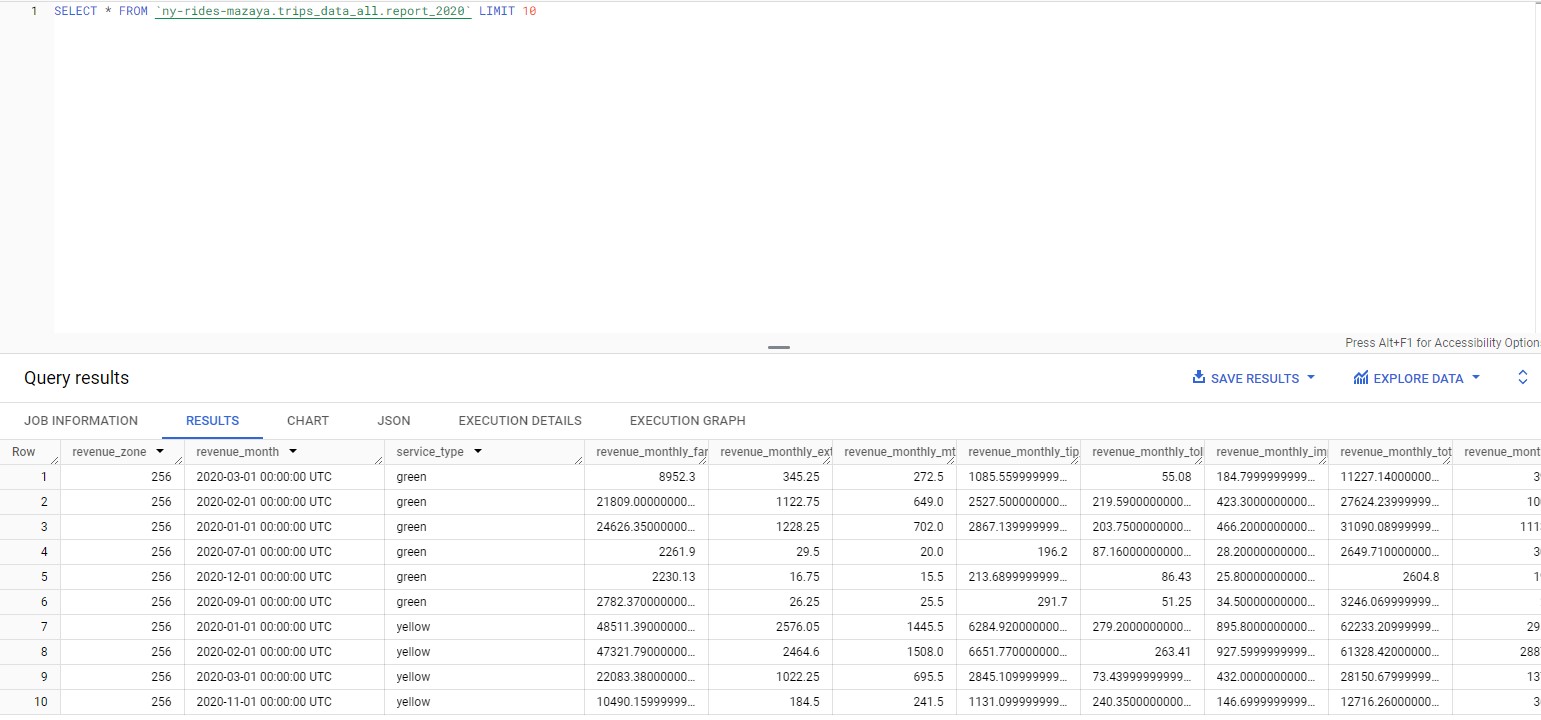 1 SELECT * FROM `ny-rides-mazaya.trips_data_all.report_2020` LIMIT 10
Press Alt+F1 for Accessibility Option
Query results SAVE RESULTS EXPLORE DATA
JOB INFORMATION RESULTS CHART JSON EXECUTION DETAILS EXECUTION GRAPH
Row revenue_zone revenue_month service_type revenue_monthly_far revenue_monthly_ext revenue_monthly_mt revenue_monthly_tip revenue_monthly_tol revenue_monthly_im revenue_monthly_tot revenue_mont
1 256 2020-03-01 00:00:00 UTC green 8952.3 345.25 272.5 1085.559999999... 55.08 184.7999999999... 11227.14000000...
2 256 2020-02-01 00:00:00 UTC green 21809.00000000... 1122.75 649.0 2527.500000000... 219.5900000000... 423.3000000000... 27624.23999999... 10
3 256 2020-01-01 00:00:00 UTC green 24626.35000000... 1228.25 702.0 2867.139999999... 203.7500000000... 466.2000000000... 31090.08999999... 111
4 256 2020-07-01 00:00:00 UTC green 2261.9 29.5 20.0 196.2 87.16000000000... 28.20000000000... 2649.710000000...
5 256 2020-12-01 00:00:00 UTC green 2230.13 16.75 15.5 213.6899999999... 86.43 25.80000000000... 2604.8 1
6 256 2020-09-01 00:00:00 UTC green 2782.370000000... 26.25 25.5 291.7 51.25 34.50000000000... 3246.069999999...
7 256 2020-01-01 00:00:00 UTC yellow 48511.39000000... 2576.05 1445.5 6284.920000000... 279.2000000000... 895.8000000000... 62233.20999999... 29
8 256 2020-02-01 00:00:00 UTC yellow 47321.79000000... 2464.6 1508.0 6651.770000000... 263.41 927.5999999999... 61328.42000000... 288
9 256 2020-03-01 00:00:00 UTC yellow 22083.38000000... 1022.25 695.5 2845.109999999... 73.43999999999... 432.0000000000... 28150.67999999... 13
10 256 2020-11-01 00:00:00 UTC yellow 10490.15999999... 184.5 241.5 1131.099999999... 240.3500000000... 146.6999999999... 12716.26000000...